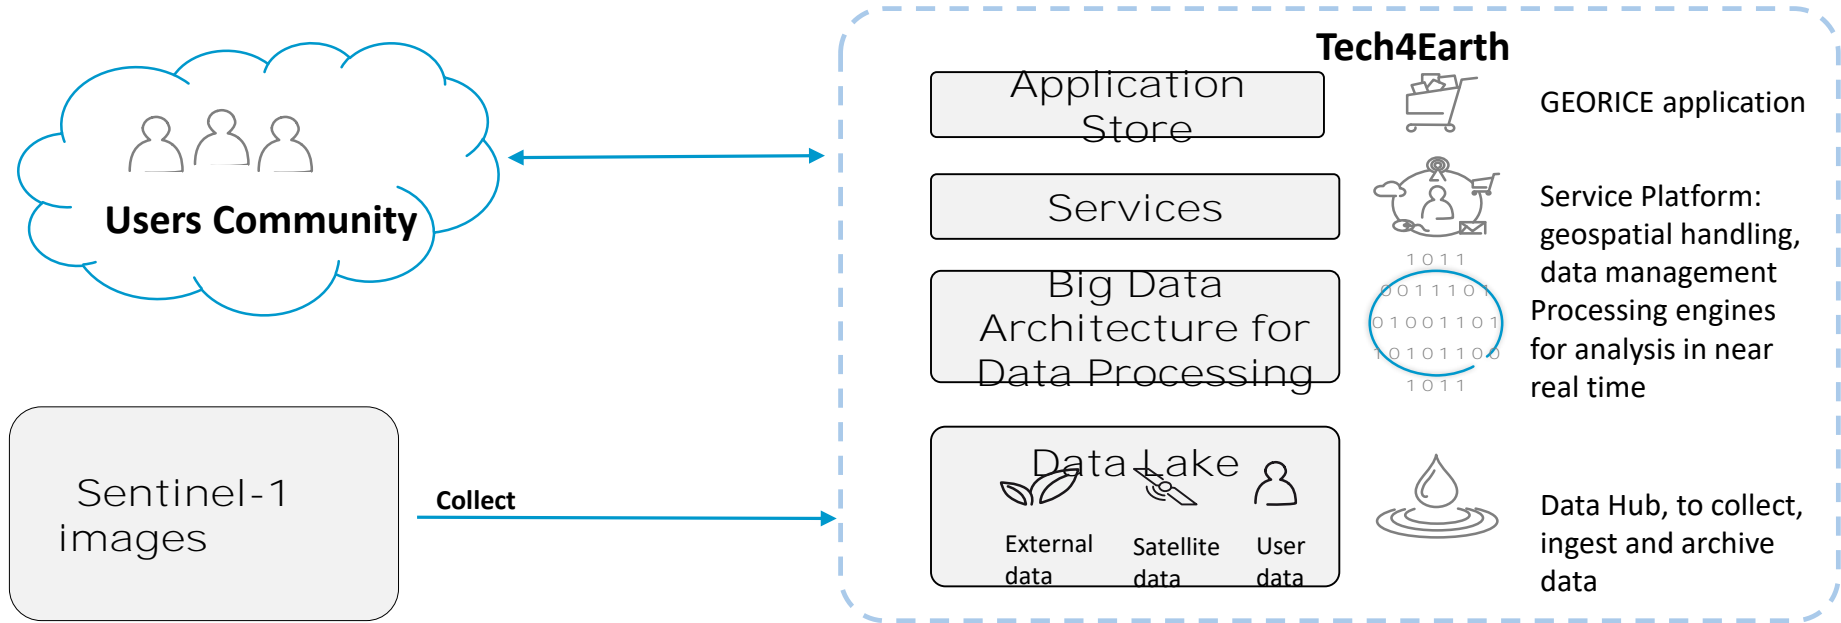 Tech4Earth
Users Community
Application
Store
GEORICE application
Services
Service Platform:
geospatial handling,
data management
Big Data
Architecture for
Data Processing
1011
0011101
01001101
10101100
1011
Processing engines
for analysis in near
real time
Sentinel-1
images
Collect
Data Lake
External
data
Satellite
data
User
data
Data Hub, to collect,
ingest and archive
data